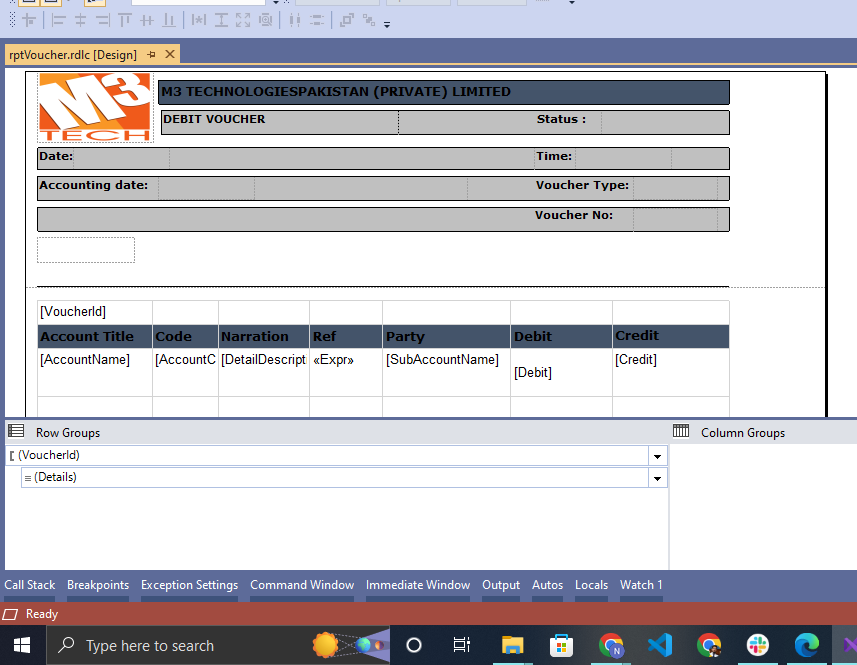 rptVoucher.rdlc [Design]
M3
TECH
M3 TECHNOLOGIESPAKISTAN (PRIVATE) LIMITED
DEBIT VOUCHER Status :
Date: Time:
Accounting date: Voucher Type:
Voucher No:
[VoucherId]
Account Title Code Narration Ref Party Debit Credit
[AccountName] [AccountC [DetailDescript «Expr» [SubAccountName] [Debit] [Credit]
Row Groups Column Groups
(VoucherId)
(Details)
Call Stack Breakpoints Exception Settings Command Window Immediate Window Output Autos Locals Watch 1
Ready
Type here to search
N